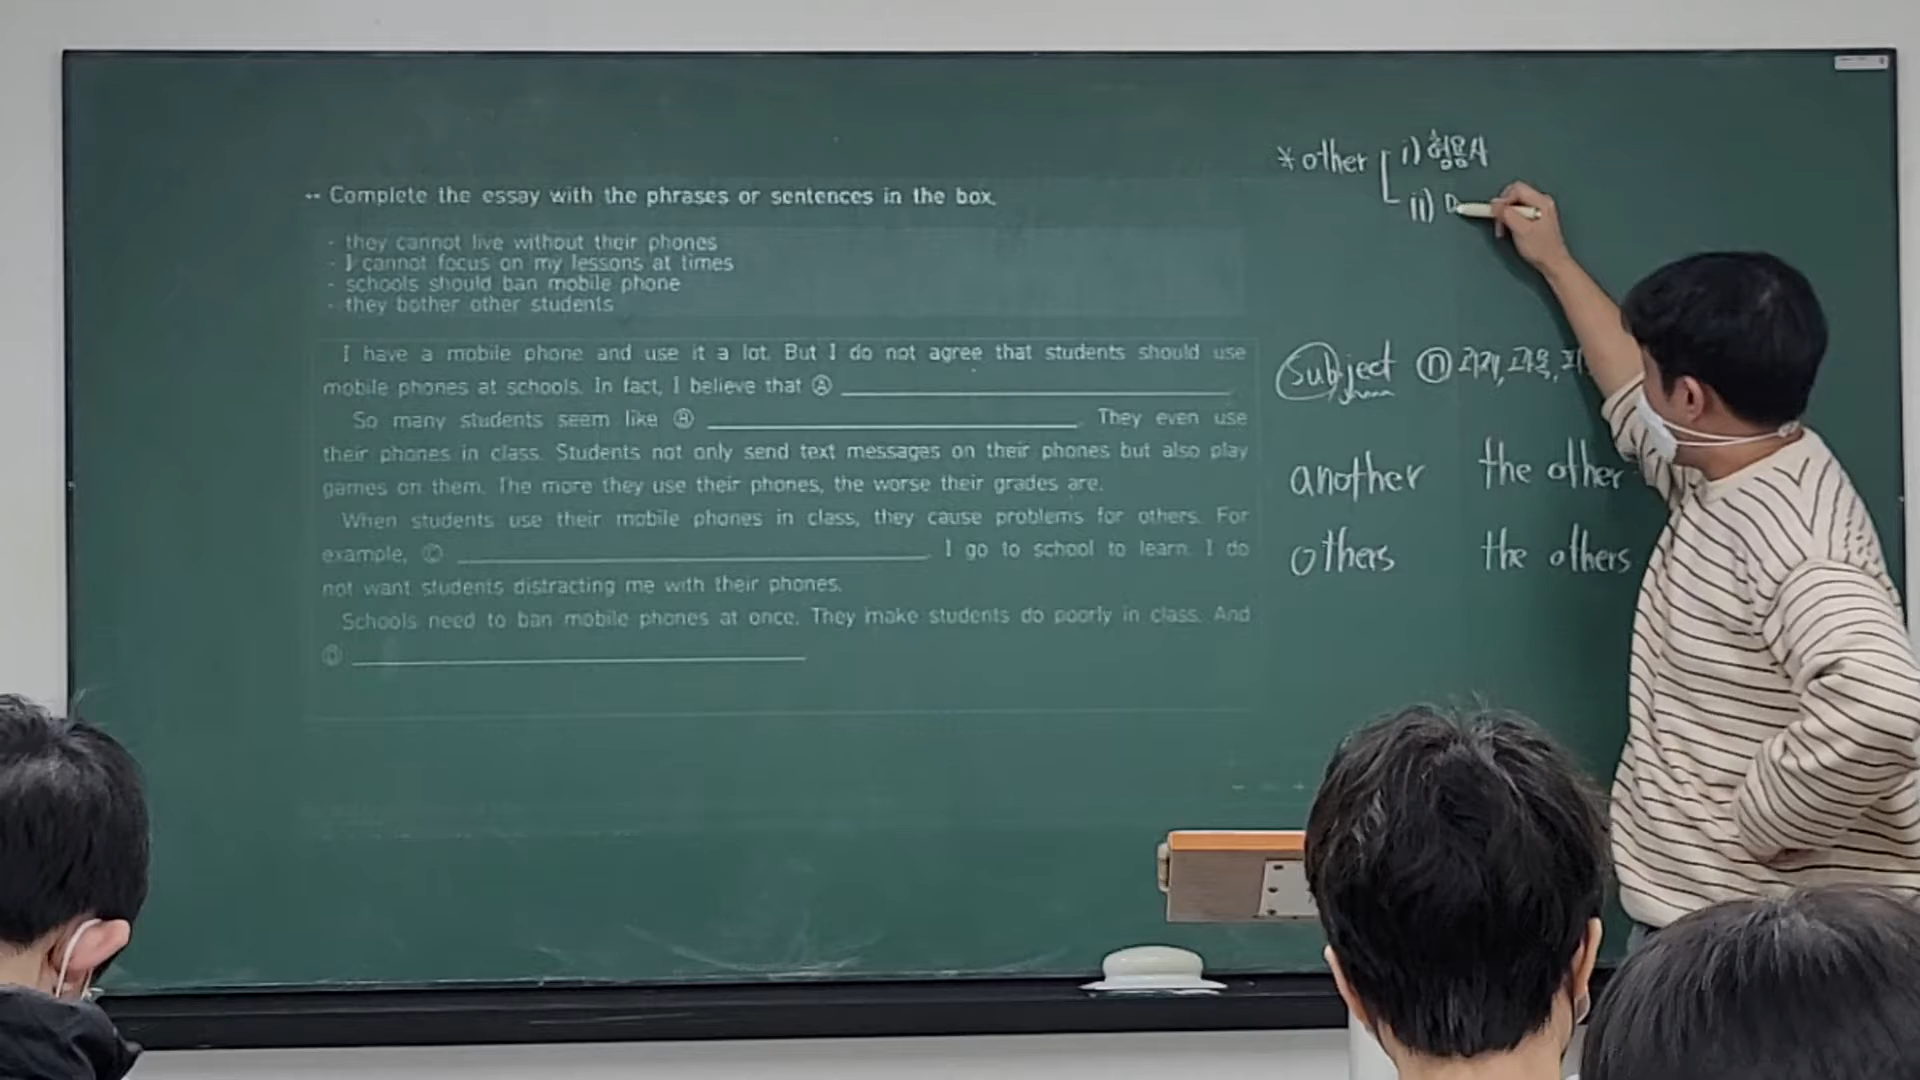 -- Complete the essay with the phrases or sentences in the box.
- they cannot live without their phones
- I cannot focus on my lessons at times
- schools should ban mobile phone
- they bother other students
I have a mobile phone and use it a lot. But I do not agree that students should use
mobile phones at schools. In fact, I believe that Ⓐ
So many students seem like Ⓑ . They even use
their phones in class. Students not only send text messages on their phones but also play
games on them. The more they use their phones, the worse their grades are.
When students use their mobile phones in class, they cause problems for others. For
example, Ⓒ . I go to school to learn. I do
not want students distracting me with their phones.
Schools need to ban mobile phones at once. They make students do poorly in class. And
Ⓓ
*other i) 형용사
ii)
Subject ⓝ 과제, 과목,
another the other
others the others